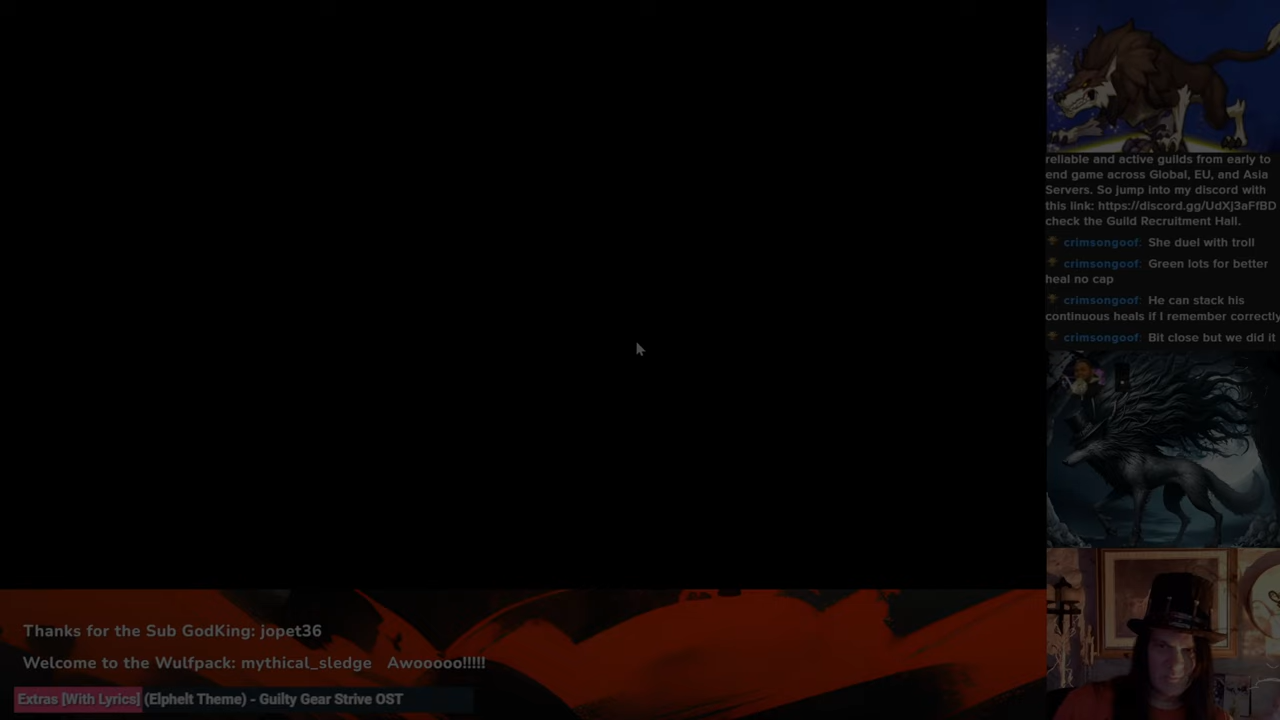 reliable and active guilds from early to
end game across Global, EU, and Asia
Servers. So jump into my discord with
this link: https://discord.gg/UdXj3aFfBD
check the Guild Recruitment Hall.
crimsongoof: She duel with troll
crimsongoof: Green lots for better
heal no cap
crimsongoof: He can stack his
continuous heals if I remember correctly
crimsongoof: Bit close but we did it
Thanks for the Sub GodKing: jopet36
Welcome to the Wulfpack: mythical_sledge Awooooo!!!!!
Extras [With Lyrics] (Elphelt Theme) - Guilty Gear Strive OST